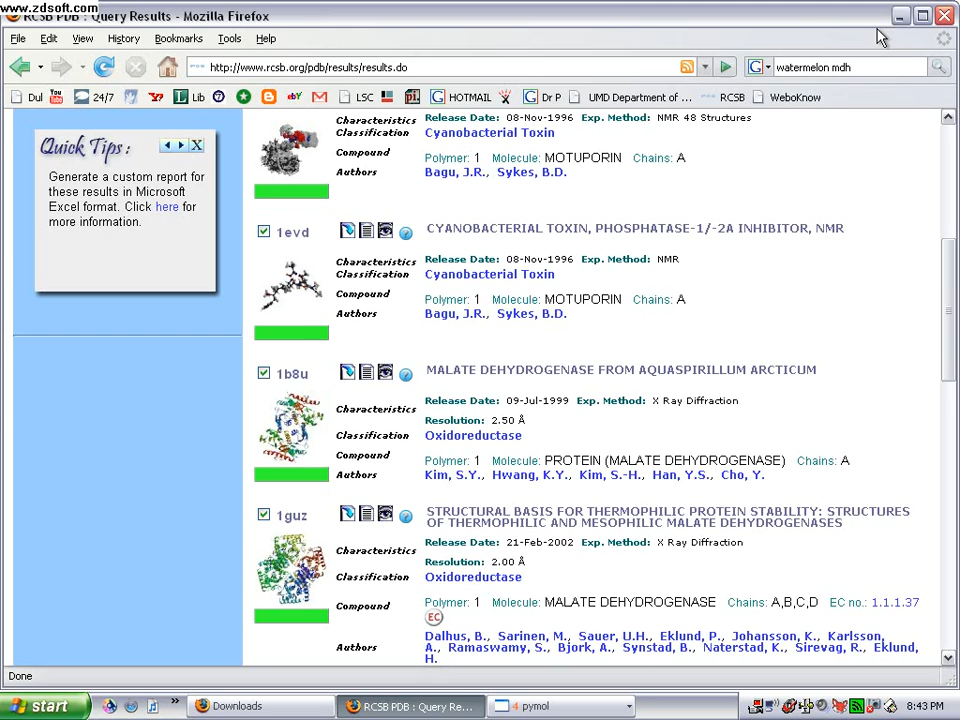 www.zdsoft.com
RCSB PDB : Query Results - Mozilla Firefox
File Edit View History Bookmarks Tools Help
http://www.rcsb.org/pdb/results/results.do
watermelon mdh
Dul 24/7 Lib LSC HOTMAIL Dr P UMD Department of ... RCSB WeboKnow
Quick Tips:
X
Generate a custom report for
these results in Microsoft
Excel format. Click here for
more information.
Characteristics Release Date: 08-Nov-1996 Exp. Method: NMR 48 Structures
Classification Cyanobacterial Toxin
Compound Polymer: 1 Molecule: MOTUPORIN Chains: A
Authors Bagu, J.R., Sykes, B.D.
1evd CYANOBACTERIAL TOXIN, PHOSPHATASE-1/-2A INHIBITOR, NMR
Characteristics Release Date: 08-Nov-1996 Exp. Method: NMR
Classification Cyanobacterial Toxin
Compound Polymer: 1 Molecule: MOTUPORIN Chains: A
Authors Bagu, J.R., Sykes, B.D.
1b8u MALATE DEHYDROGENASE FROM AQUASPIRILLUM ARCTICUM
Characteristics Release Date: 09-Jul-1999 Exp. Method: X Ray Diffraction
Resolution: 2.50 Å
Classification Oxidoreductase
Compound Polymer: 1 Molecule: PROTEIN (MALATE DEHYDROGENASE) Chains: A
Authors Kim, S.Y., Hwang, K.Y., Kim, S.-H., Han, Y.S., Cho, Y.
1guz STRUCTURAL BASIS FOR THERMOPHILIC PROTEIN STABILITY: STRUCTURES
OF THERMOPHILIC AND MESOPHILIC MALATE DEHYDROGENASES
Characteristics Release Date: 21-Feb-2002 Exp. Method: X Ray Diffraction
Resolution: 2.00 Å
Classification Oxidoreductase
Compound Polymer: 1 Molecule: MALATE DEHYDROGENASE Chains: A,B,C,D EC no.: 1.1.1.37
EC
Authors Dalhus, B., Sarinen, M., Sauer, U.H., Eklund, P., Johansson, K., Karlsson,
A., Ramaswamy, S., Bjork, A., Synstad, B., Naterstad, K., Sirevag, R., Eklund,
H.
Done
start Downloads RCSB PDB : Query Re... 4 pymol 8:43 PM